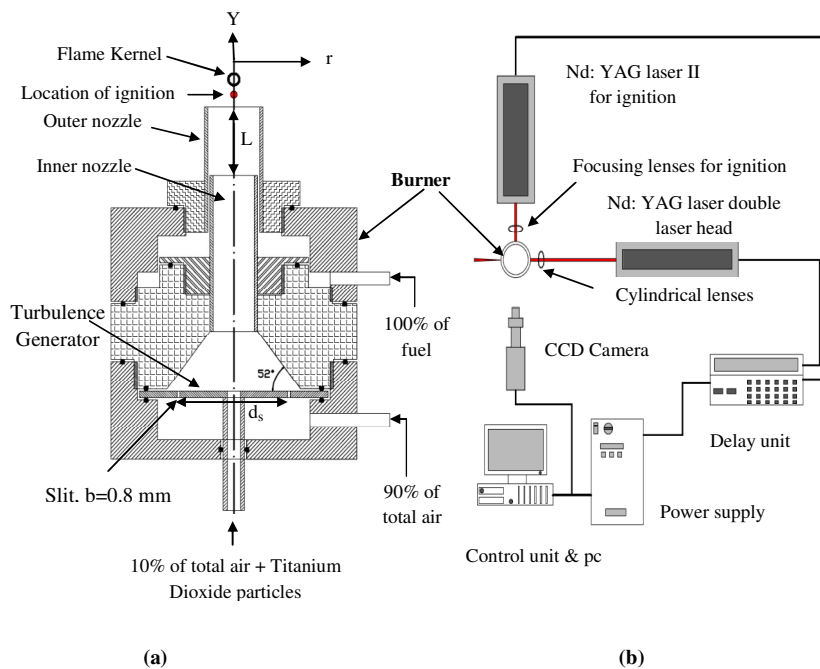 Y
r
Flame Kernel
Location of ignition
Outer nozzle
L
Inner nozzle
Turbulence
Generator
52°
d_s
100% of
fuel
Slit, b=0.8 mm
90% of
total air
10% of total air + Titanium
Dioxide particles
(a)
Nd: YAG laser II
for ignition
Focusing lenses for ignition
Burner
Nd: YAG laser double
laser head
Cylindrical lenses
CCD Camera
Delay unit
Power supply
Control unit & pc
(b)